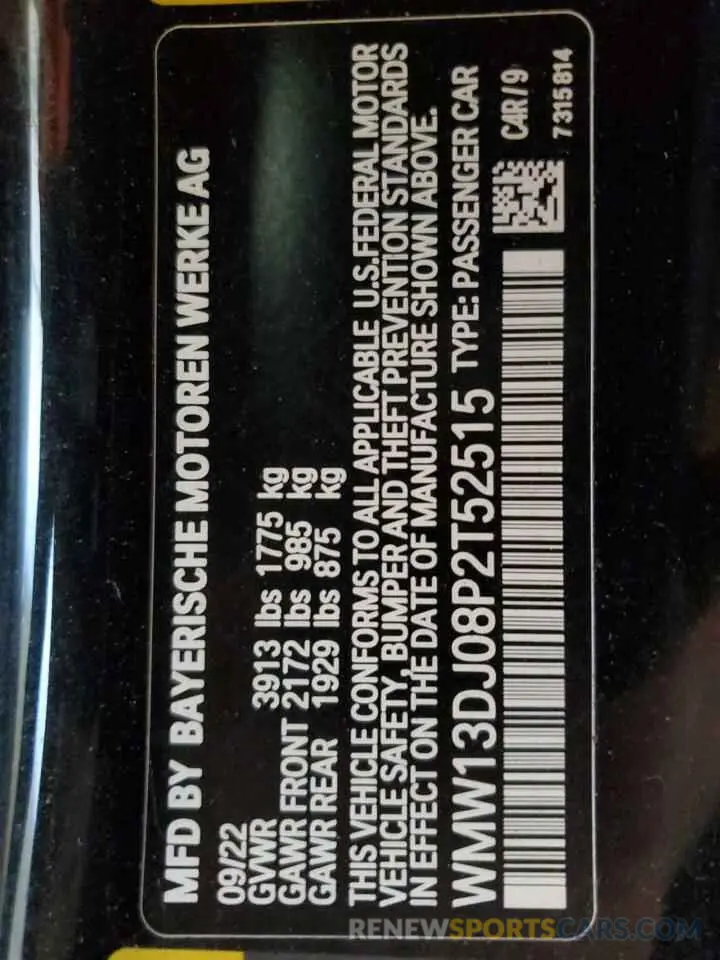 MFD BY BAYERISCHE MOTOREN WERKE AG
09/22
GVWR 3913 lbs 1775 kg
GAWR FRONT 2172 lbs 985 kg
GAWR REAR 1929 lbs 875 kg
THIS VEHICLE CONFORMS TO ALL APPLICABLE U.S.FEDERAL MOTOR
VEHICLE SAFETY, BUMPER AND THEFT PREVENTION STANDARDS
IN EFFECT ON THE DATE OF MANUFACTURE SHOWN ABOVE.
WMW13DJ08P2T52515 TYPE: PASSENGER CAR
C4R/9
7315814
RENEWSPORTSCARS.COM